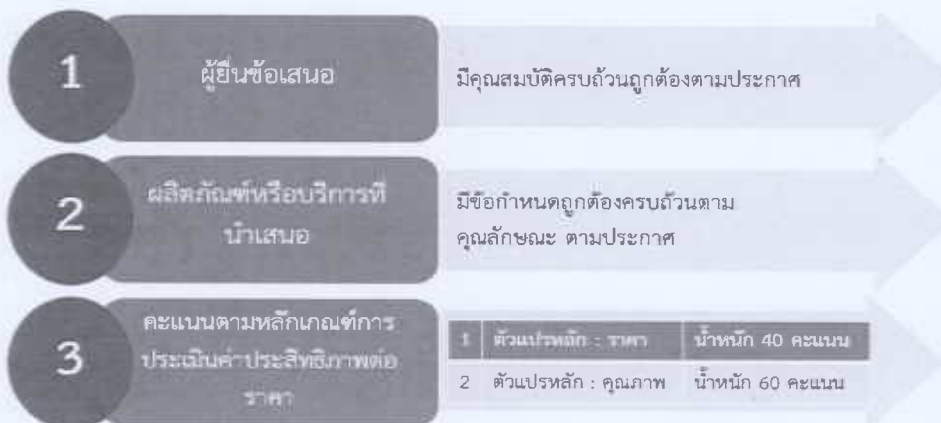 1
ผู้ยื่นข้อเสนอ
มีคุณสมบัติครบถ้วนถูกต้องตามประกาศ
2
ผลิตภัณฑ์หรือบริการที่
นำเสนอ
มีข้อกำหนดถูกต้องครบถ้วนตาม
คุณลักษณะ ตามประกาศ
3
คะแนนตามหลักเกณฑ์การ
ประเมินค่าประสิทธิภาพต่อ
ราคา
1 ตัวแปรหลัก : ราคา น้ำหนัก 40 คะแนน
2 ตัวแปรหลัก : คุณภาพ น้ำหนัก 60 คะแนน